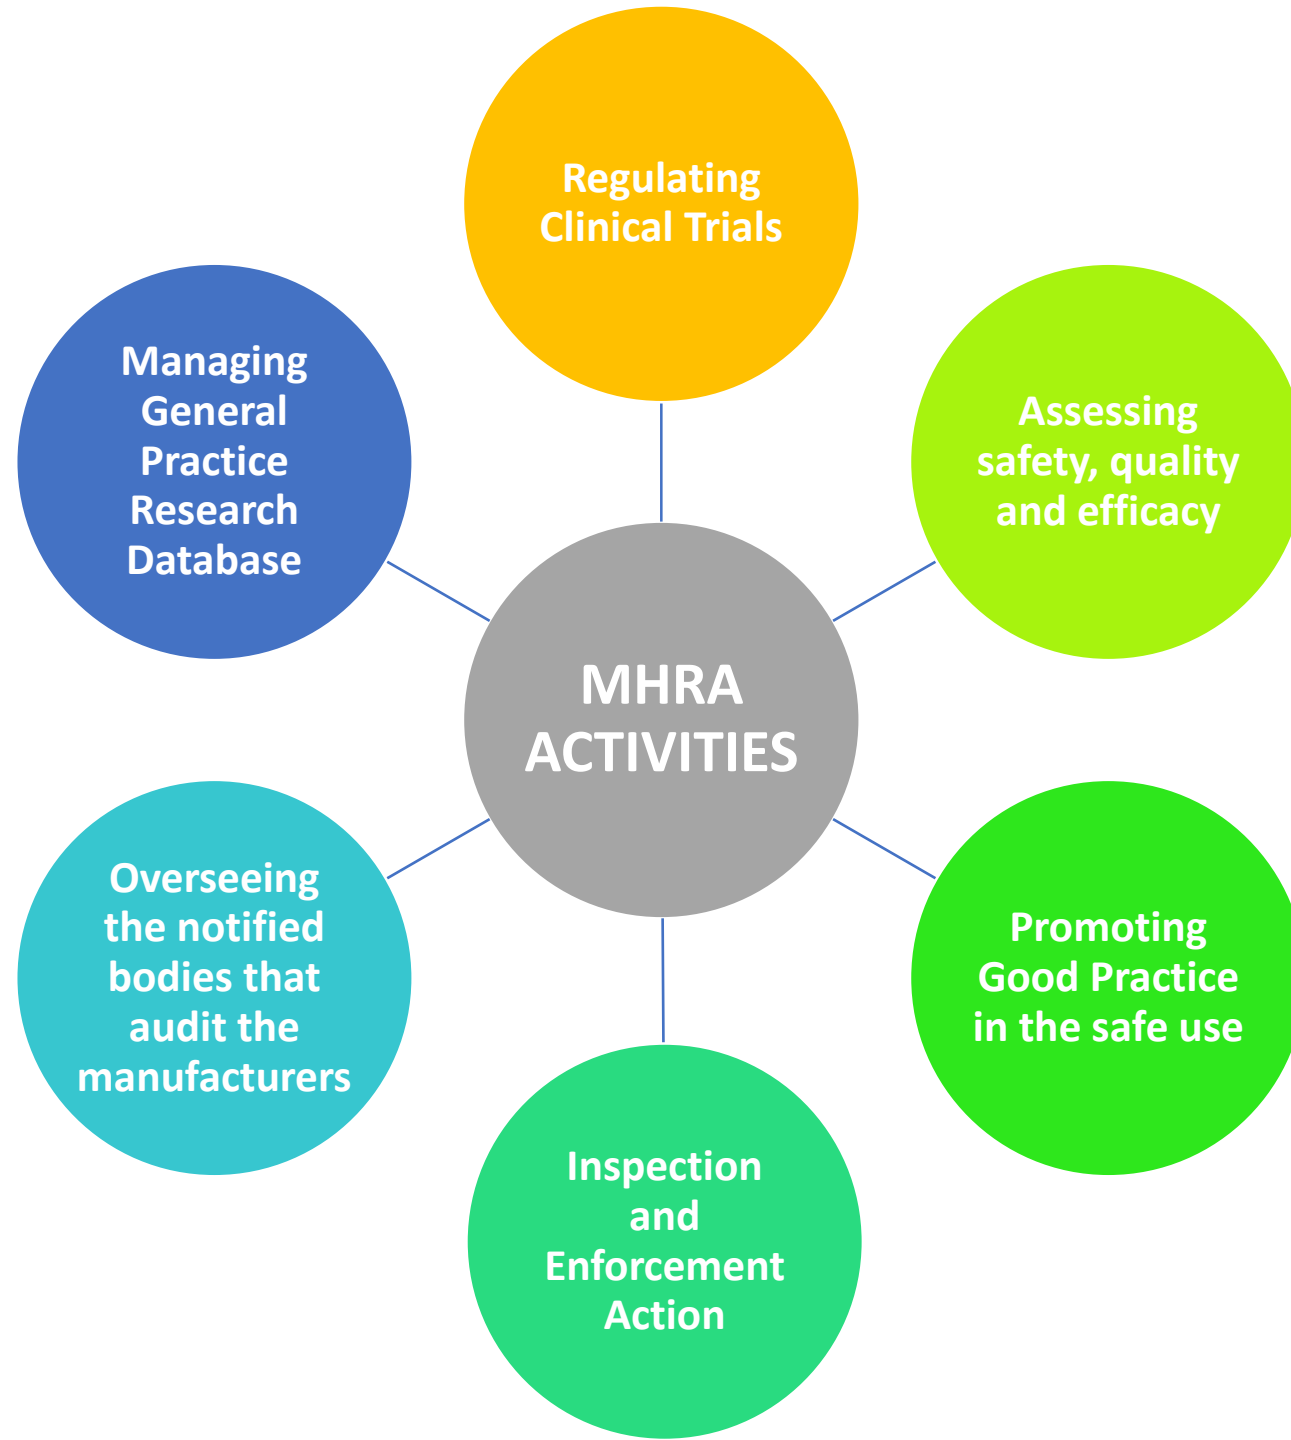 Regulating
Clinical Trials
Assessing
safety, quality
and efficacy
Promoting
Good Practice
in the safe use
Inspection
and
Enforcement
Action
Overseeing
the notified
bodies that
audit the
manufacturers
Managing
General
Practice
Research
Database
MHRA
ACTIVITIES